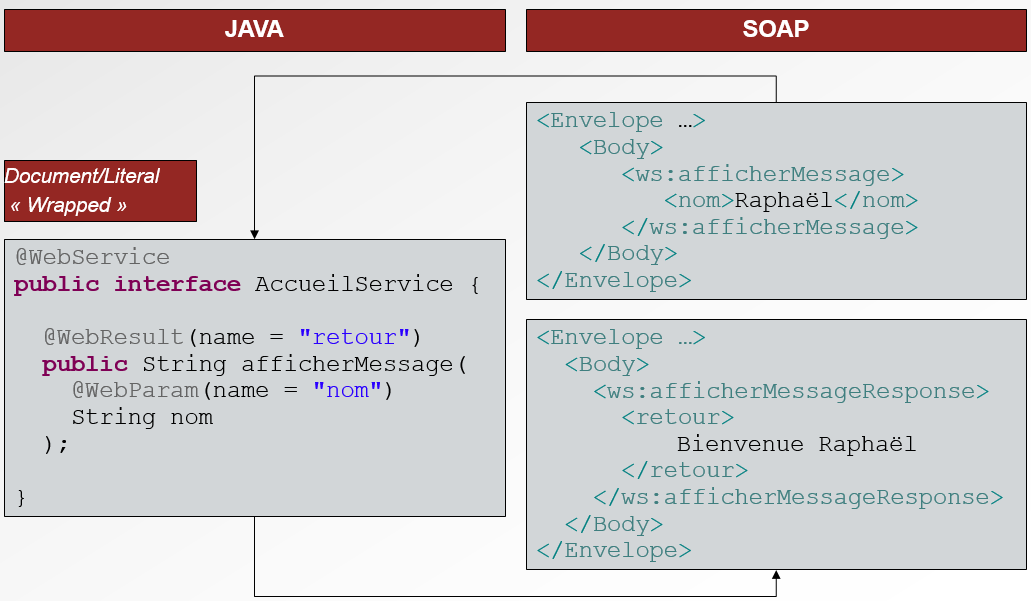 JAVA
SOAP
Document/Literal
« Wrapped »
@WebService
public interface AccueilService {
@WebResult(name = "retour")
public String afficherMessage(
@WebParam(name = "nom")
String nom
);
}
<Envelope …>
<Body>
<ws:afficherMessage>
<nom>Raphaël</nom>
</ws:afficherMessage>
</Body>
</Envelope>
<Envelope …>
<Body>
<ws:afficherMessageResponse>
<retour>
Bienvenue Raphaël
</retour>
</ws:afficherMessageResponse>
</Body>
</Envelope>